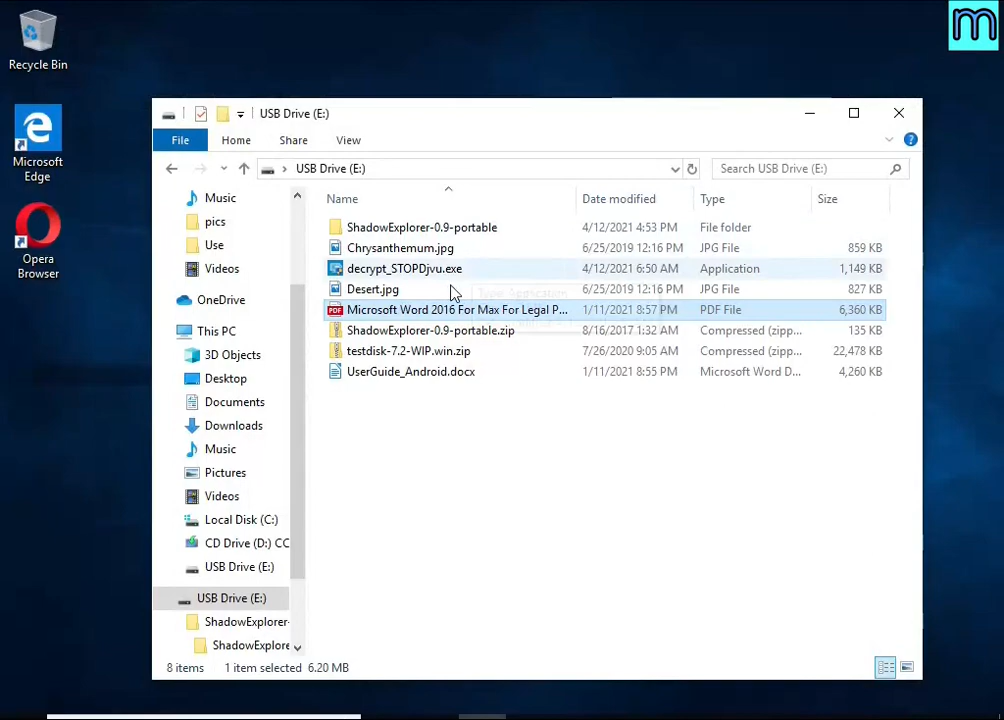 m
Recycle Bin
Microsoft
Edge
Opera
Browser
USB Drive (E:)
File Home Share View
USB Drive (E:)
Search USB Drive (E:)
Name Date modified Type Size
ShadowExplorer-0.9-portable 4/12/2021 4:53 PM File folder
Chrysanthemum.jpg 6/25/2019 12:16 PM JPG File 859 KB
decrypt_STOPDjvu.exe 4/12/2021 6:50 AM Application 1,149 KB
Desert.jpg 6/25/2019 12:16 PM JPG File 827 KB
Type: Application
Microsoft Word 2016 For Max For Legal P... 1/11/2021 8:57 PM PDF File 6,360 KB
ShadowExplorer-0.9-portable.zip 8/16/2017 1:32 AM Compressed (zipp... 135 KB
testdisk-7.2-WIP.win.zip 7/26/2020 9:05 AM Compressed (zipp... 22,478 KB
UserGuide_Android.docx 1/11/2021 8:55 PM Microsoft Word D... 4,260 KB
Music
pics
Use
Videos
OneDrive
This PC
3D Objects
Desktop
Documents
Downloads
Music
Pictures
Videos
Local Disk (C:)
CD Drive (D:) CC
USB Drive (E:)
USB Drive (E:)
ShadowExplorer-
ShadowExplore
8 items 1 item selected 6.20 MB